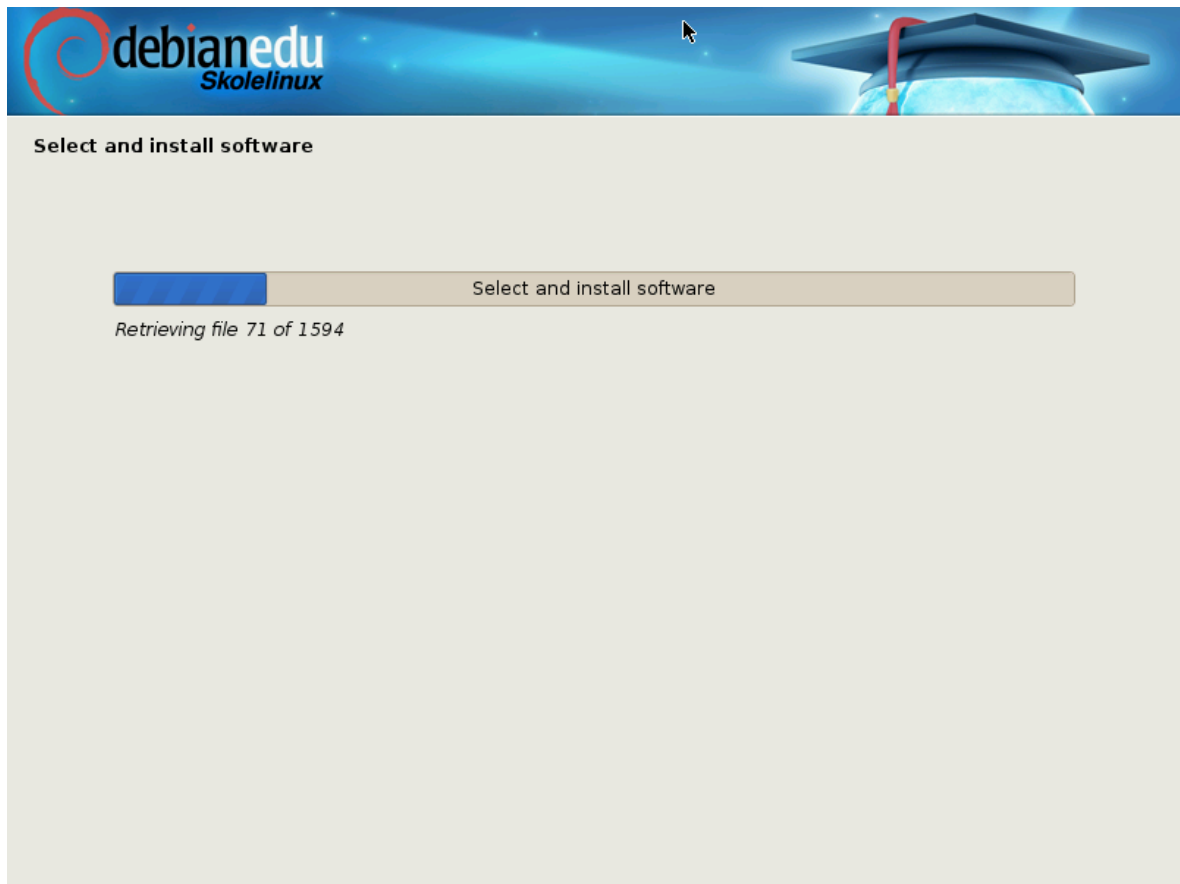 debianedu
Skolelinux
Select and install software
Select and install software
Retrieving file 71 of 1594